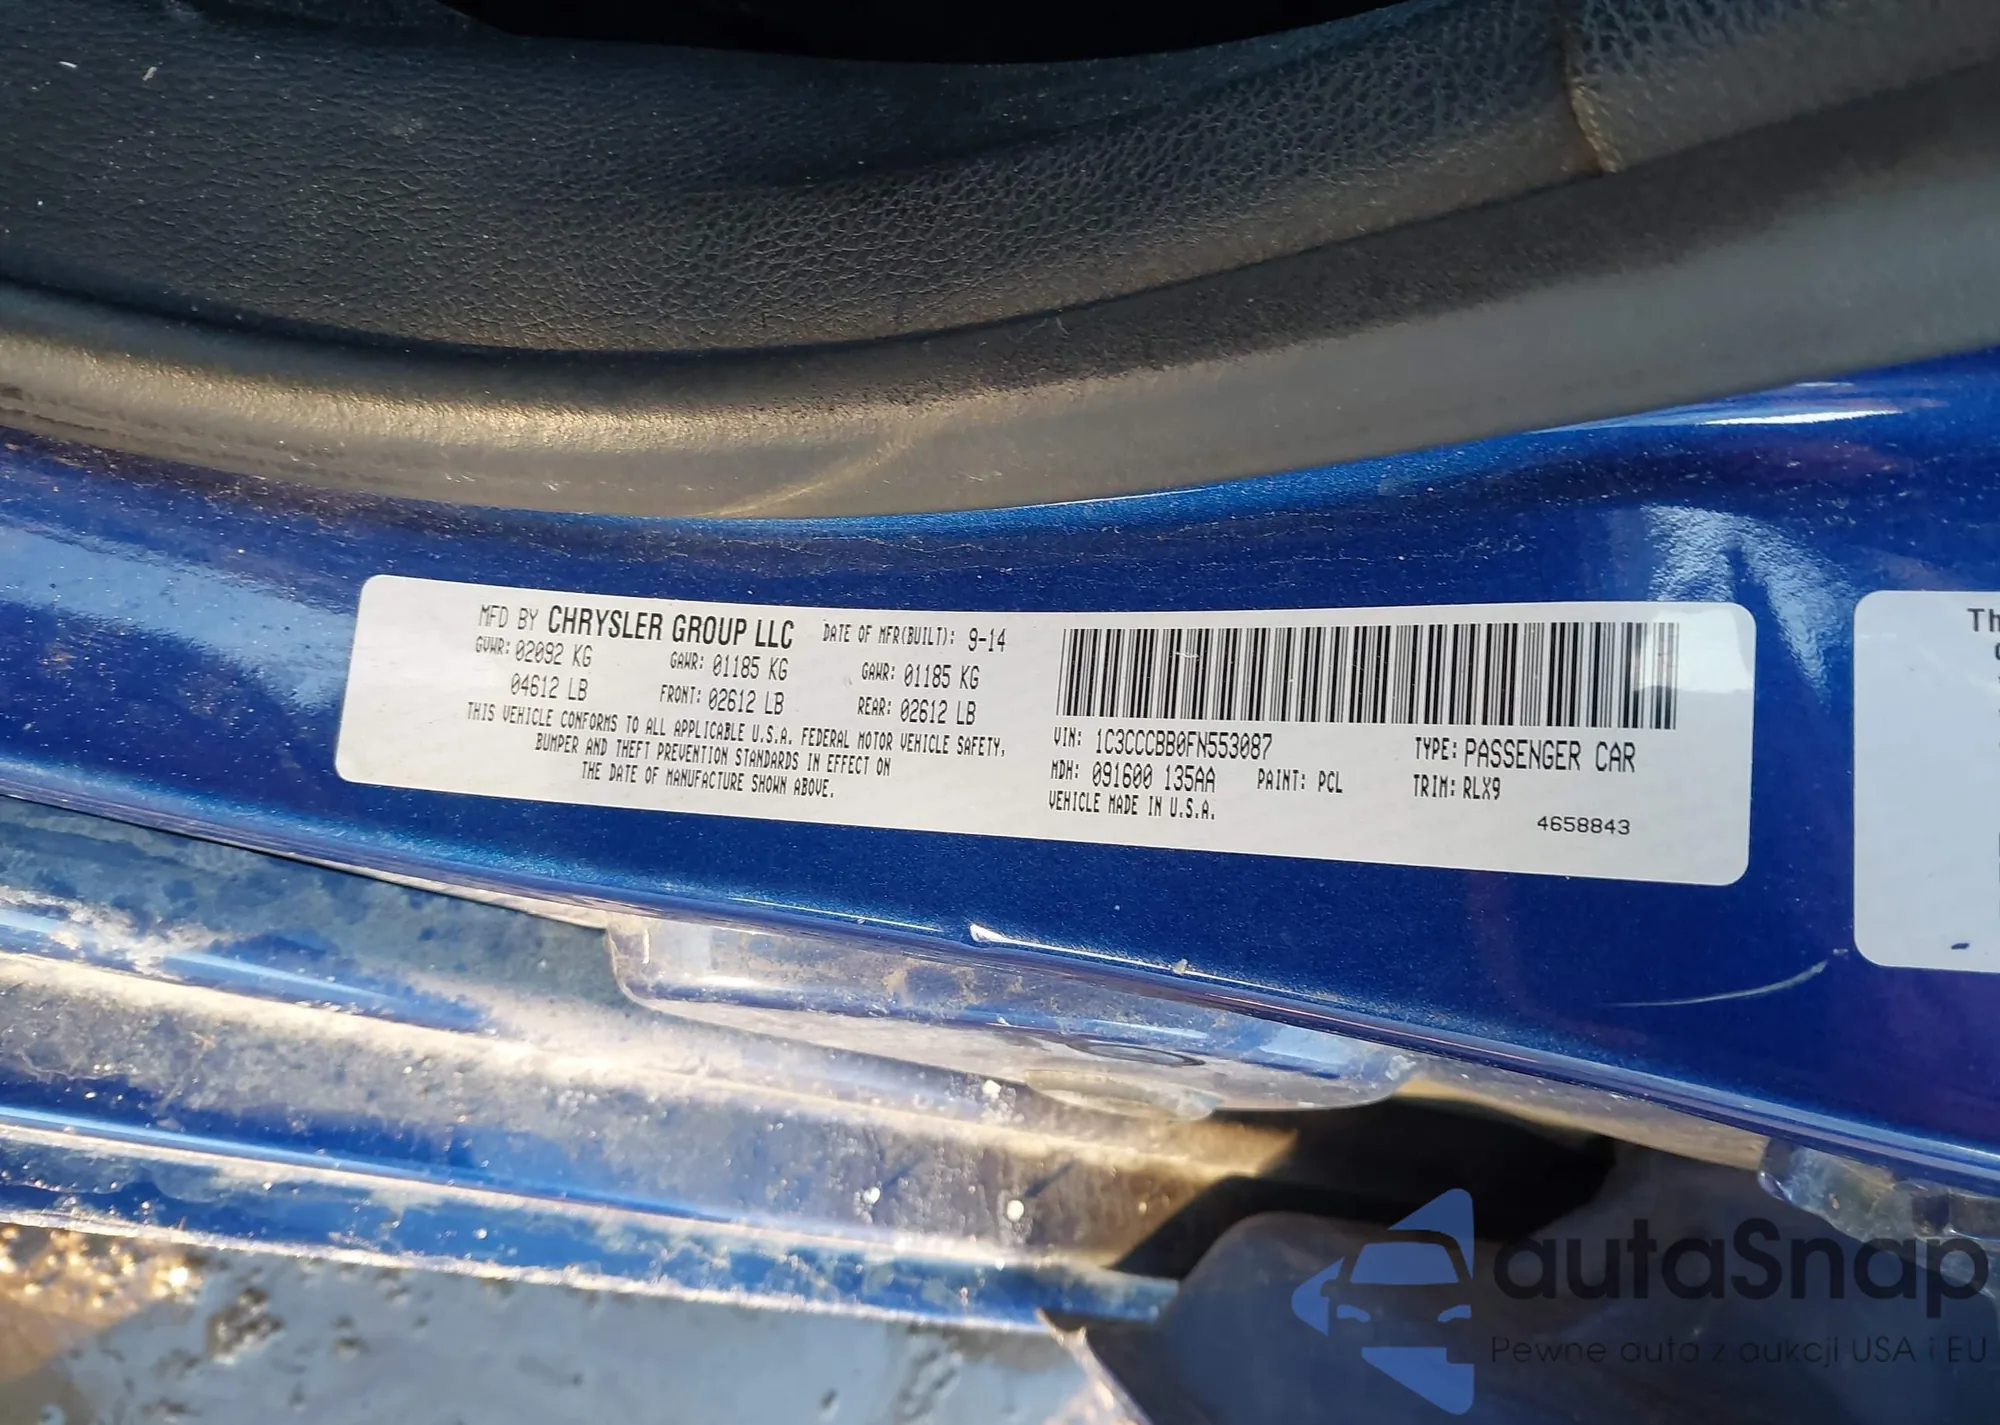 MFD BY CHRYSLER GROUP LLC DATE OF MFR(BUILT): 9-14
GVWR: 02092 KG GAWR: 01185 KG GAWR: 01185 KG
04612 LB FRONT: 02612 LB REAR: 02612 LB
THIS VEHICLE CONFORMS TO ALL APPLICABLE U.S.A. FEDERAL MOTOR VEHICLE SAFETY,
BUMPER AND THEFT PREVENTION STANDARDS IN EFFECT ON
THE DATE OF MANUFACTURE SHOWN ABOVE.
VIN: 1C3CCCBB0FN553087 TYPE: PASSENGER CAR
MDH: 091600 135AA PAINT: PCL TRIM: RLX9
VEHICLE MADE IN U.S.A.
4658843
Th
autaSnap
Pewne auto z aukcji USA i EU